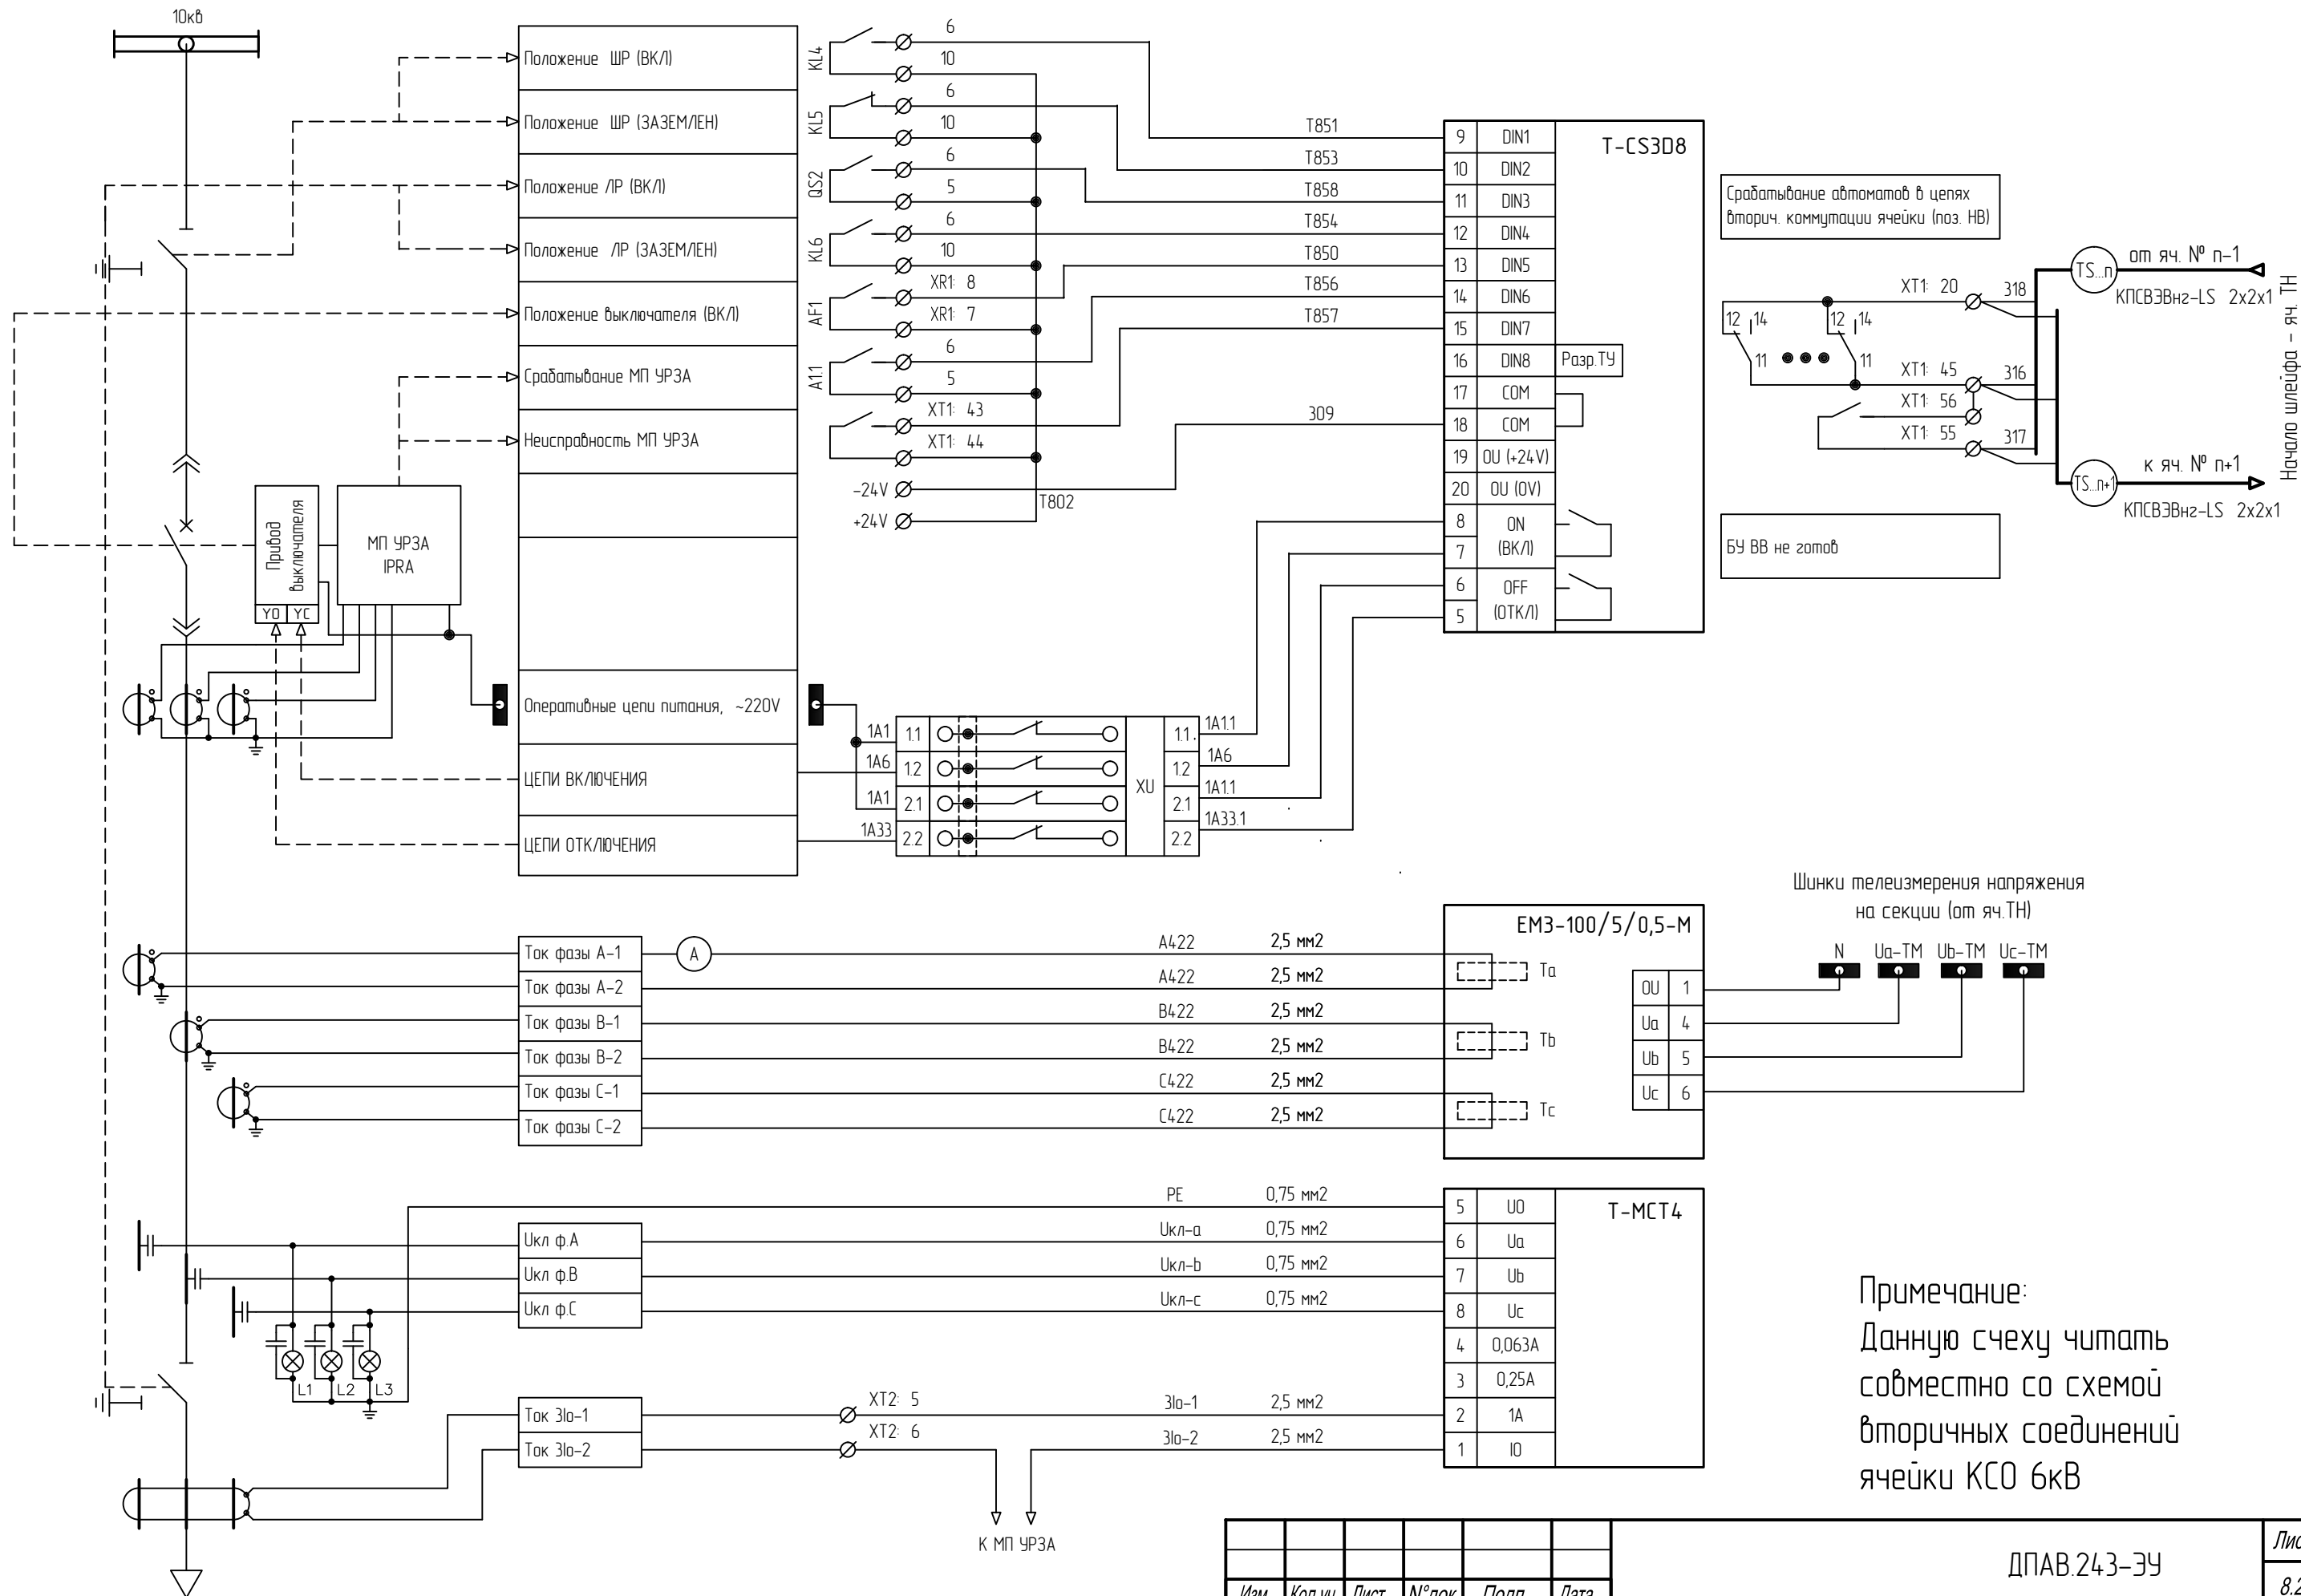 10кВ
Положение ШР (ВКЛ)
Положение ШР (ЗАЗЕМЛЕН)
Положение ЛР (ВКЛ)
Положение ЛР (ЗАЗЕМЛЕН)
Положение выключателя (ВКЛ)
Срабатывание МП УРЗА
Неисправность МП УРЗА
Оперативные цепи питания, ~220V
ЦЕПИ ВКЛЮЧЕНИЯ
ЦЕПИ ОТКЛЮЧЕНИЯ
Привод
выключателя
YO YC
МП УРЗА
IPRA
KL4
6
10
KL5
6
10
QS2
6
5
KL6
6
10
AF1
XR1: 8
XR1: 7
A1.1
6
5
XT1: 43
XT1: 44
-24V
+24V
T802
T851
T853
T858
T854
T850
T856
T857
309
T-CS3D8
9 DIN1
10 DIN2
11 DIN3
12 DIN4
13 DIN5
14 DIN6
15 DIN7
16 DIN8 Разр.ТУ
17 COM
18 COM
19 OU (+24V)
20 OU (0V)
8 ON
7 (ВКЛ)
6 OFF
5 (ОТКЛ)
1A1 1.1 1.1. 1A1.1
1A6 1.2 1.2 1A6
XU
1A1 2.1 2.1 1A1.1
1A33 2.2 2.2 1A33.1
Срабатывание автоматов в цепях
вторич. коммутации ячейки (поз. НВ)
12 14
11
12 14
11
XT1: 20
318
XT1: 45
316
XT1: 56
XT1: 55
317
TS...n
от яч. № п-1
КПСВЭВнг-LS 2х2х1
TS...n+1
к яч. № п+1
КПСВЭВнг-LS 2х2х1
Начало шлейфа - яч. ТН
БУ ВВ не готов
Ток фазы А-1
Ток фазы А-2
Ток фазы В-1
Ток фазы В-2
Ток фазы С-1
Ток фазы С-2
A
A422 2,5 мм2
A422 2,5 мм2
B422 2,5 мм2
B422 2,5 мм2
C422 2,5 мм2
C422 2,5 мм2
ЕМ3-100/5/0,5-М
Ta
Tb
Tc
OU 1
Ua 4
Ub 5
Uc 6
Шинки телеизмерения напряжения
на секции (от яч.ТН)
N Ua-TM Ub-TM Uc-TM
Uкл ф.А
Uкл ф.В
Uкл ф.С
L1 L2 L3
PE 0,75 мм2
Uкл-a 0,75 мм2
Uкл-b 0,75 мм2
Uкл-c 0,75 мм2
T-MCT4
5 U0
6 Ua
7 Ub
8 Uc
4 0,063A
3 0,25A
2 1A
1 I0
Ток 3Io-1
Ток 3Io-2
XT2: 5
XT2: 6
3Io-1 2,5 мм2
3Io-2 2,5 мм2
К МП УРЗА
Примечание:
Данную счеху читать
совместно со схемой
вторичных соединений
ячейки КСО 6кВ
ДПАВ.243-ЭУ
Лис
8.2
Изм. Кол.уч. Лист N°док. Подп. Дата